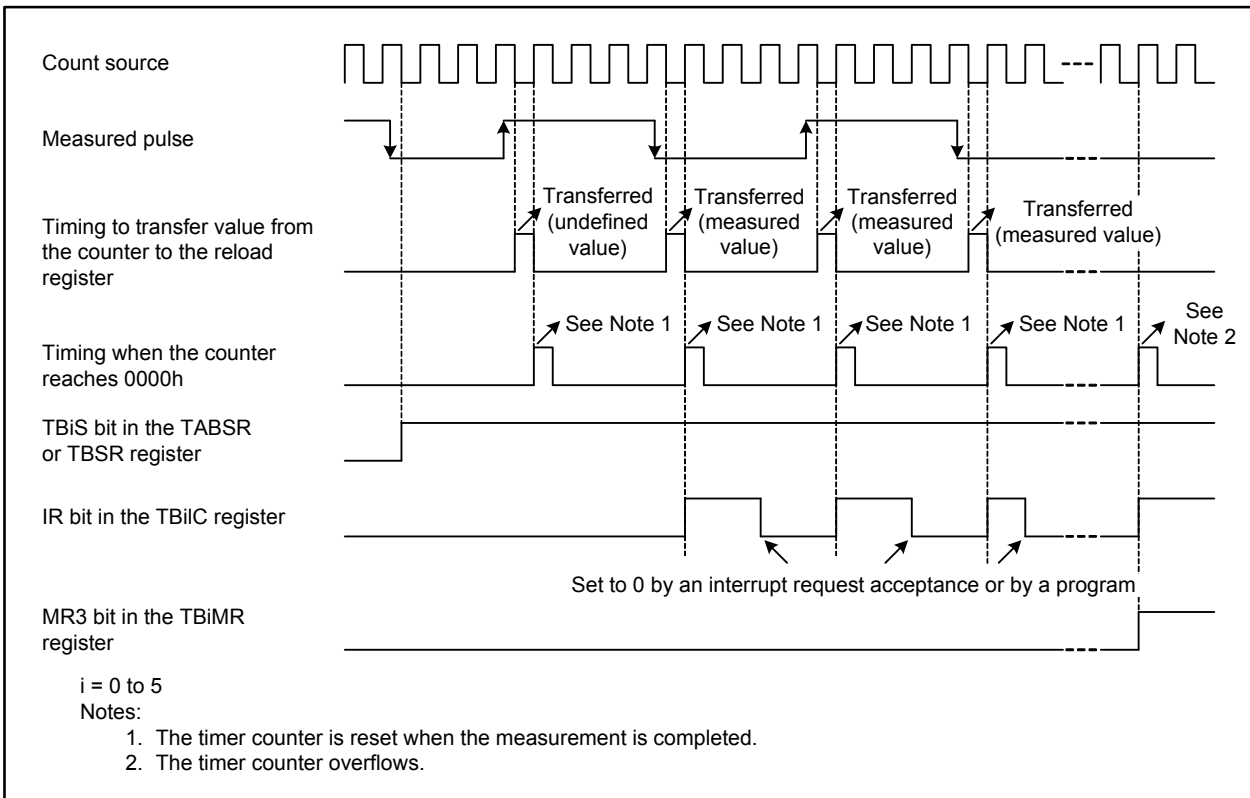 Count source
Measured pulse
Transferred
(undefined
value)
Transferred
(measured
value)
Transferred
(measured
value)
Transferred
(measured value)
Timing to transfer value from
the counter to the reload
register
See Note 1
See Note 1
See Note 1
See Note 1
See
Note 2
Timing when the counter
reaches 0000h
TBiS bit in the TABSR
or TBSR register
IR bit in the TBiIC register
Set to 0 by an interrupt request acceptance or by a program
MR3 bit in the TBiMR
register
i = 0 to 5
Notes:
1. The timer counter is reset when the measurement is completed.
2. The timer counter overflows.